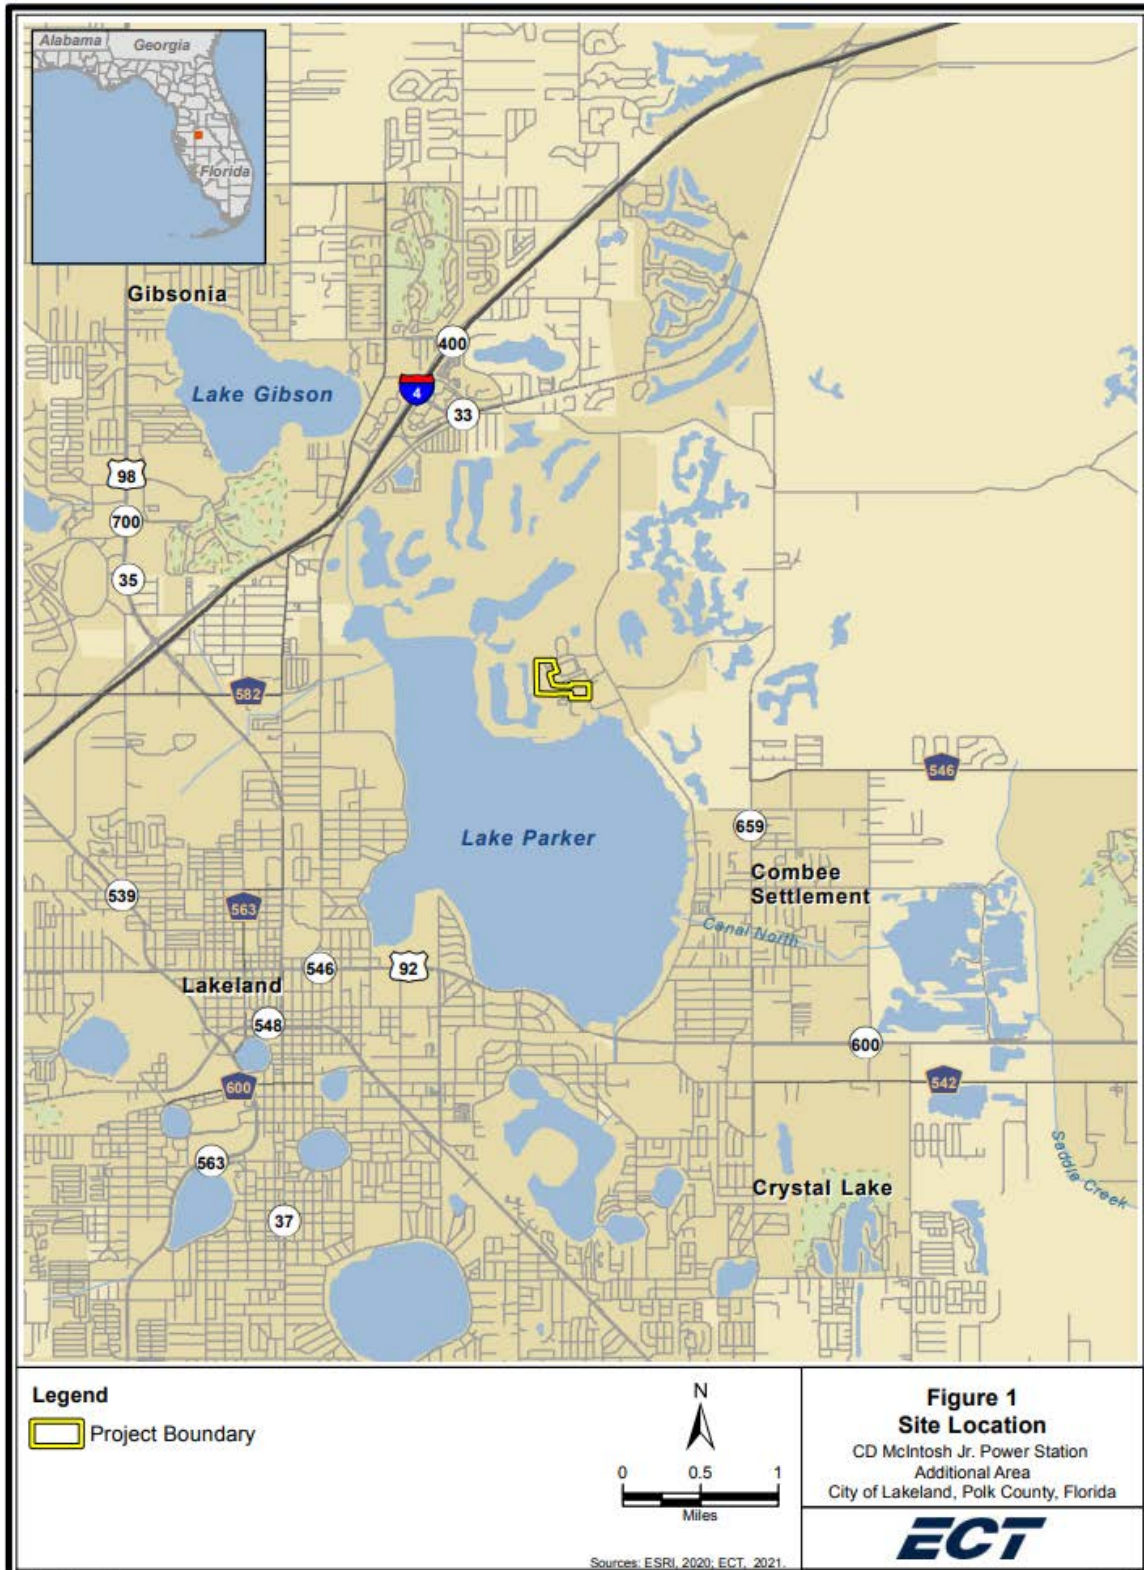 Alabama
Georgia
Florida
Gibsonia
Lake Gibson
400
4
33
98
700
35
582
546
Lake Parker
659
Combee
Settlement
539
563
Canal North
546
92
Lakeland
548
600
600
542
Saddle Creek
563
Crystal Lake
37
Legend
Project Boundary
N
0 0.5 1
Miles
Sources: ESRI, 2020; ECT, 2021.
Figure 1
Site Location
CD McIntosh Jr. Power Station
Additional Area
City of Lakeland, Polk County, Florida
ECT